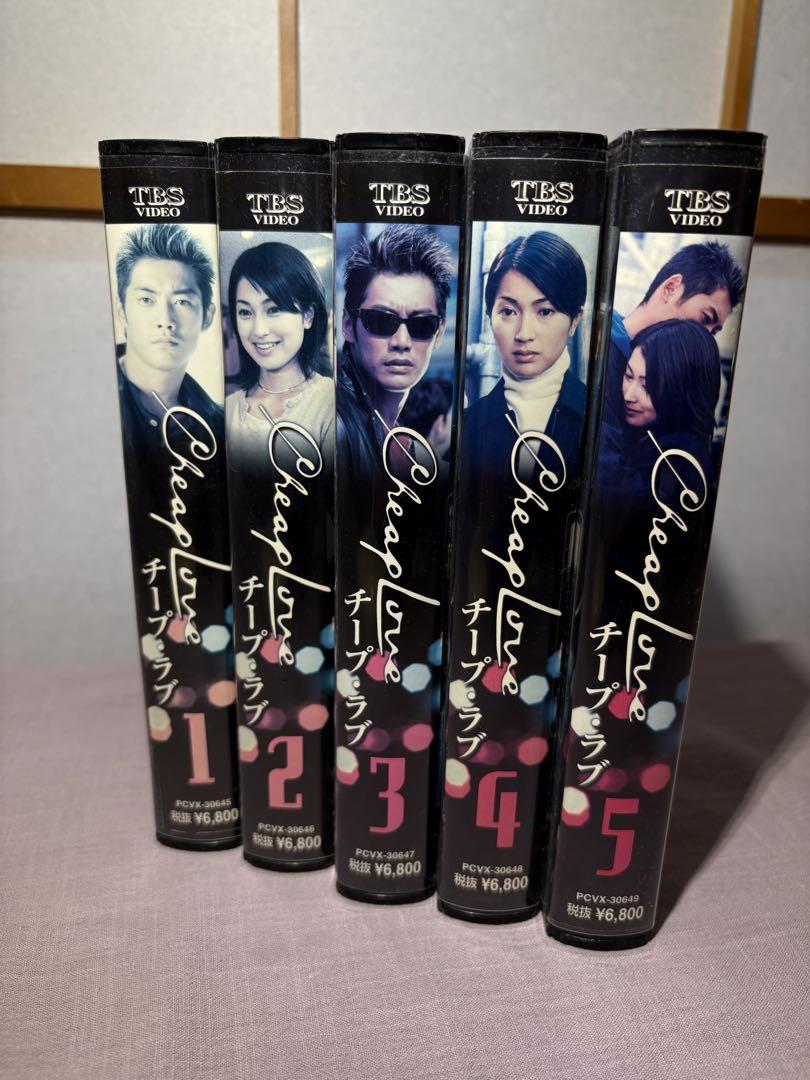 TBS
VIDEO
Cheap Love
チープ・ラブ
1
PCVX-30645
税抜 ¥6,800
TBS
VIDEO
Cheap Love
チープ・ラブ
2
PCVX-30646
税抜 ¥6,800
TBS
VIDEO
Cheap Love
チープ・ラブ
3
PCVX-30647
税抜 ¥6,800
TBS
VIDEO
Cheap Love
チープ・ラブ
4
PCVX-30648
税抜 ¥6,800
TBS
VIDEO
Cheap Love
チープ・ラブ
5
PCVX-30649
税抜 ¥6,800